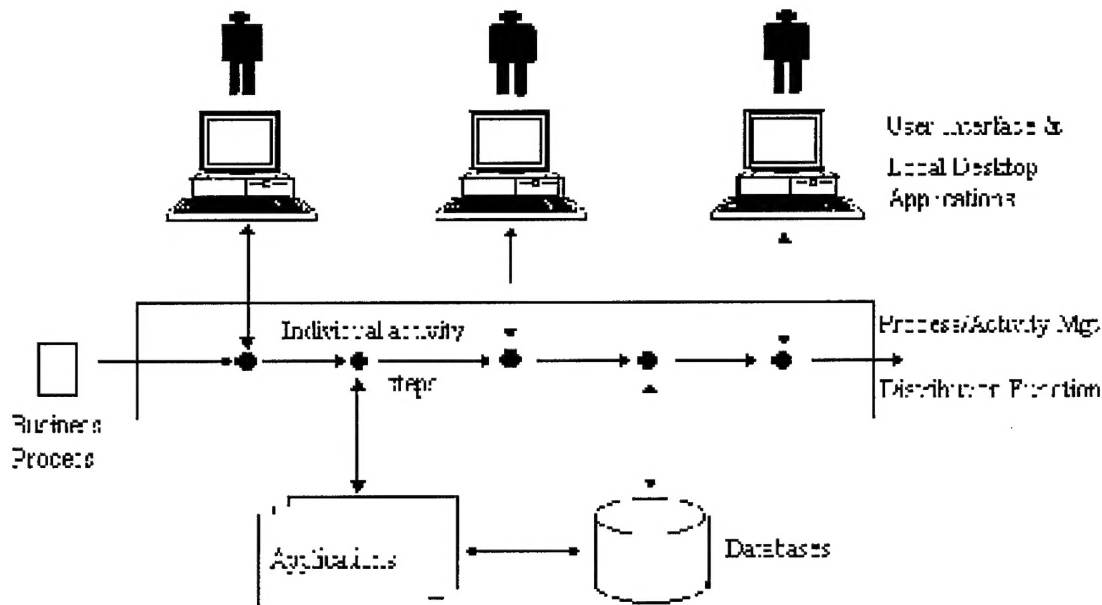 User Interface &
Local Desktop
Applications
Individual activity
steps
Process/Activity Mgt
Distribution Function
Business
Process
Applications
Databases